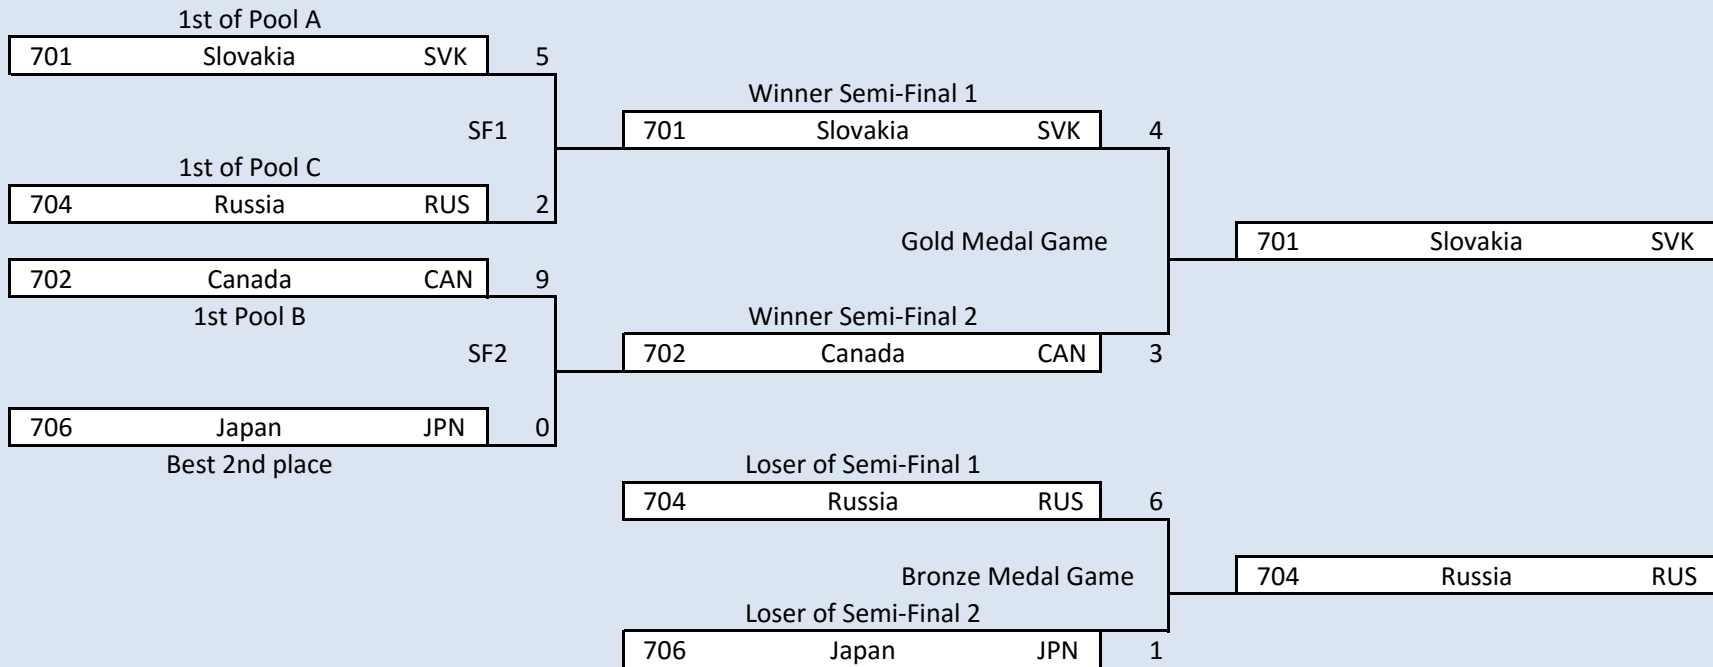 1st of Pool A
701 Slovakia SVK 5
Winner Semi-Final 1
SF1
701 Slovakia SVK 4
1st of Pool C
704 Russia RUS 2
Gold Medal Game
701 Slovakia SVK
702 Canada CAN 9
1st Pool B
Winner Semi-Final 2
SF2
702 Canada CAN 3
706 Japan JPN 0
Best 2nd place
Loser of Semi-Final 1
704 Russia RUS 6
Bronze Medal Game
704 Russia RUS
Loser of Semi-Final 2
706 Japan JPN 1